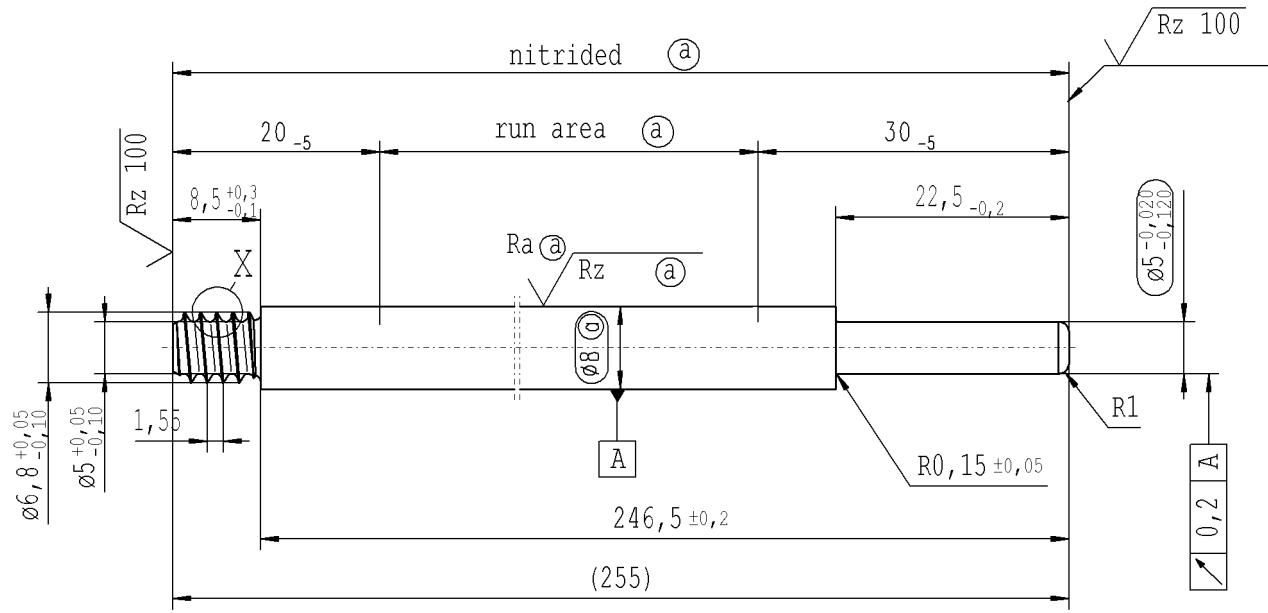 Rz 100
nitrided ⓐ
20 -5
run area ⓐ
30 -5
Rz 100
8,5 +0,3 -0,1
22,5 -0,2
ø5 -0,020 -0,120
X
Ra ⓐ
Rz ⓐ
ø8 ⓐ
ø6,8 +0,05 -0,10
ø5 +0,05 -0,10
1,55
A
R0,15 ±0,05
R1
0,2 A
246,5 ±0,2
(255)